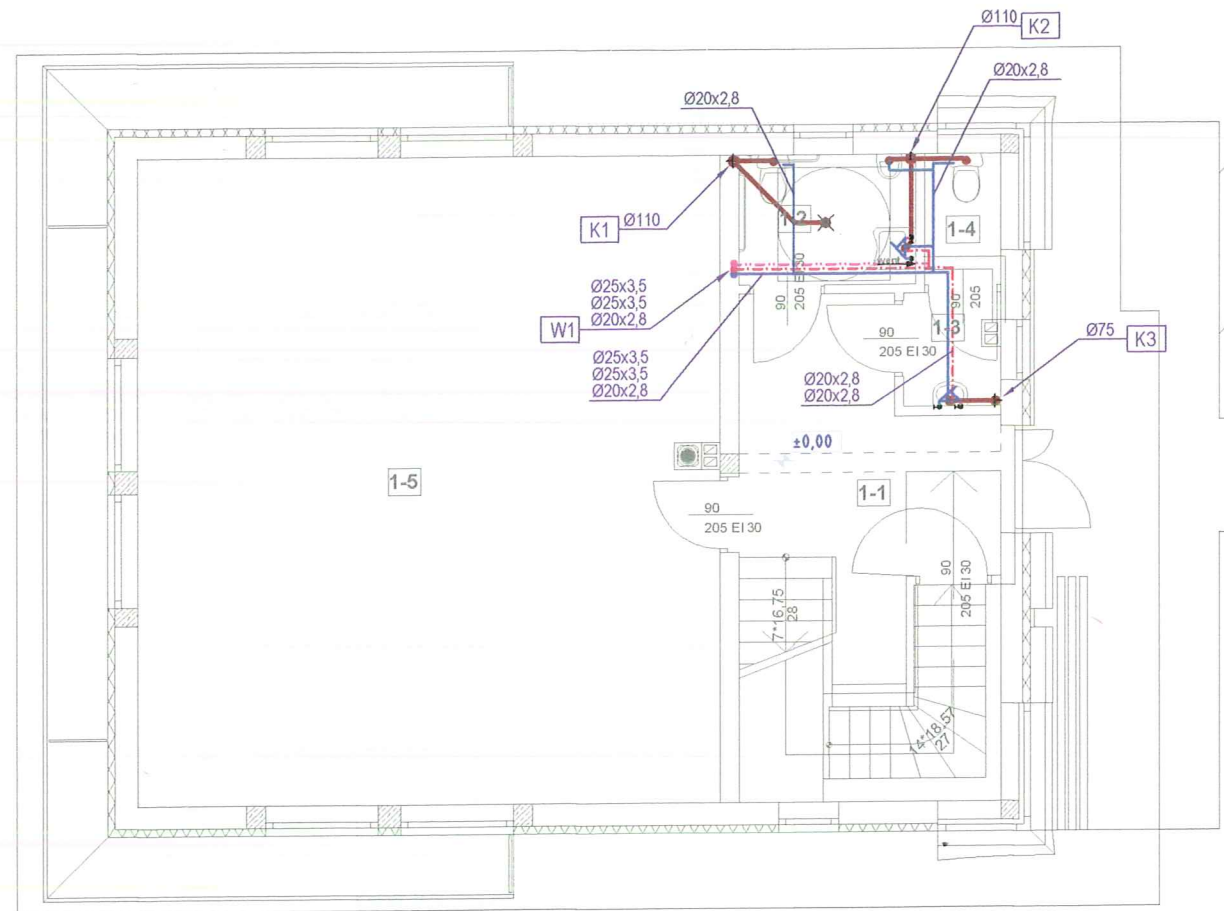 Ø110 K2
Ø20x2,8
Ø20x2,8
K1 Ø110
1-2
1-4
90
205 EI 30
90
205
Ø25x3,5
Ø25x3,5
Ø20x2,8
W1
Ø25x3,5
Ø25x3,5
Ø20x2,8
90
205 EI 30
1-3
Ø75 K3
Ø20x2,8
Ø20x2,8
±0,00
1-5
1-1
90
205 EI 30
90
205 EI 30
7*16,75
28
14*18,57
27